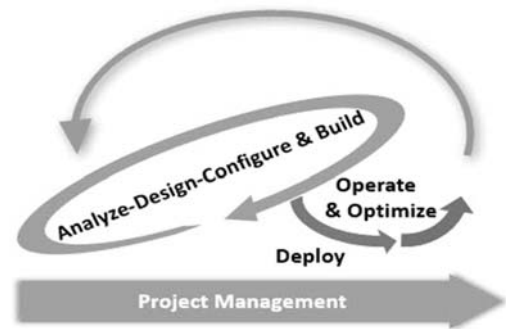 Analyze-Design-Configure & Build
Operate
& Optimize
Deploy
Project Management